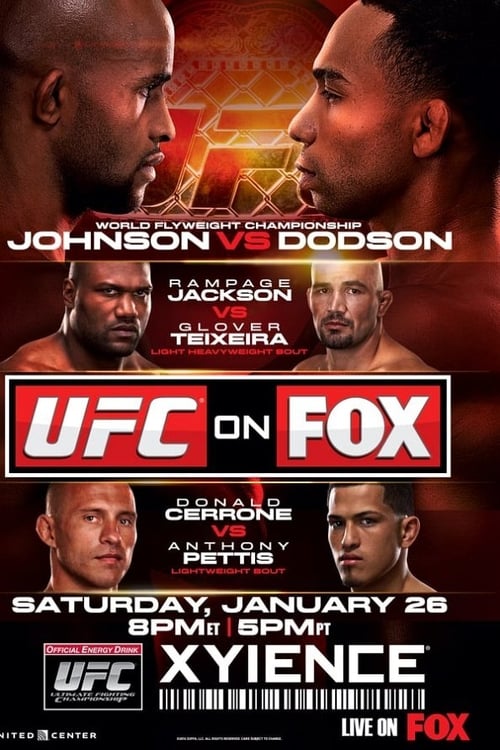 WORLD FLYWEIGHT CHAMPIONSHIP
JOHNSON VS DODSON
RAMPAGE
JACKSON
VS
GLOVER
TEIXEIRA
LIGHT HEAVYWEIGHT BOUT
UFC® ON FOX
DONALD
CERRONE
VS
ANTHONY
PETTIS
LIGHTWEIGHT BOUT
SATURDAY, JANUARY 26
8PM ET | 5PM PT
OFFICIAL ENERGY DRINK
UFC
ULTIMATE FIGHTING
CHAMPIONSHIP
XYIENCE®
NITED CENTER
LIVE ON FOX